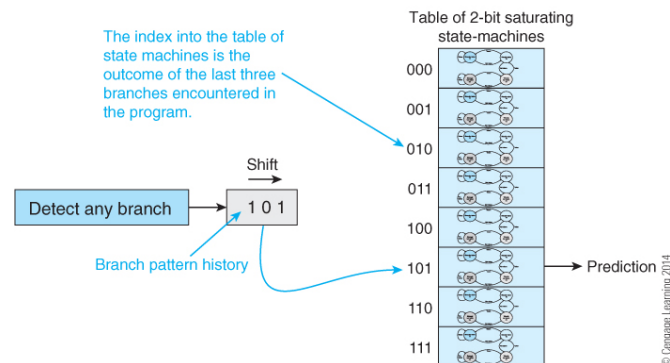 Table of 2-bit saturating
state-machines
The index into the table of
state machines is the
outcome of the last three
branches encountered in
the program.
000
001
010
011
100
101
110
111
Shift
Detect any branch
1 0 1
Branch pattern history
Prediction
© Cengage Learning 2014